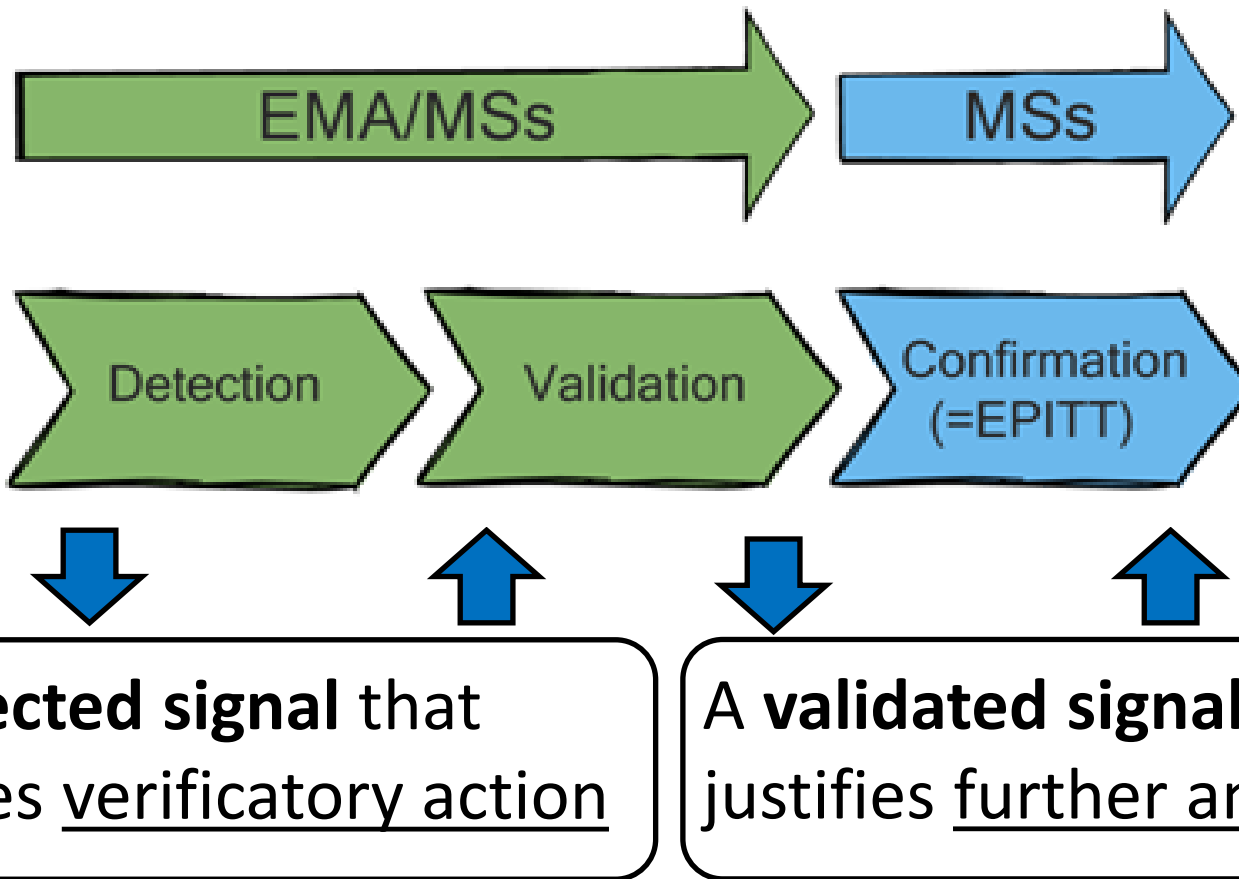 EMA/MSs
MSs
Detection
Validation
Confirmation
(=EPITT)
ected signal that
es verificatory action
A validated signal
justifies further an